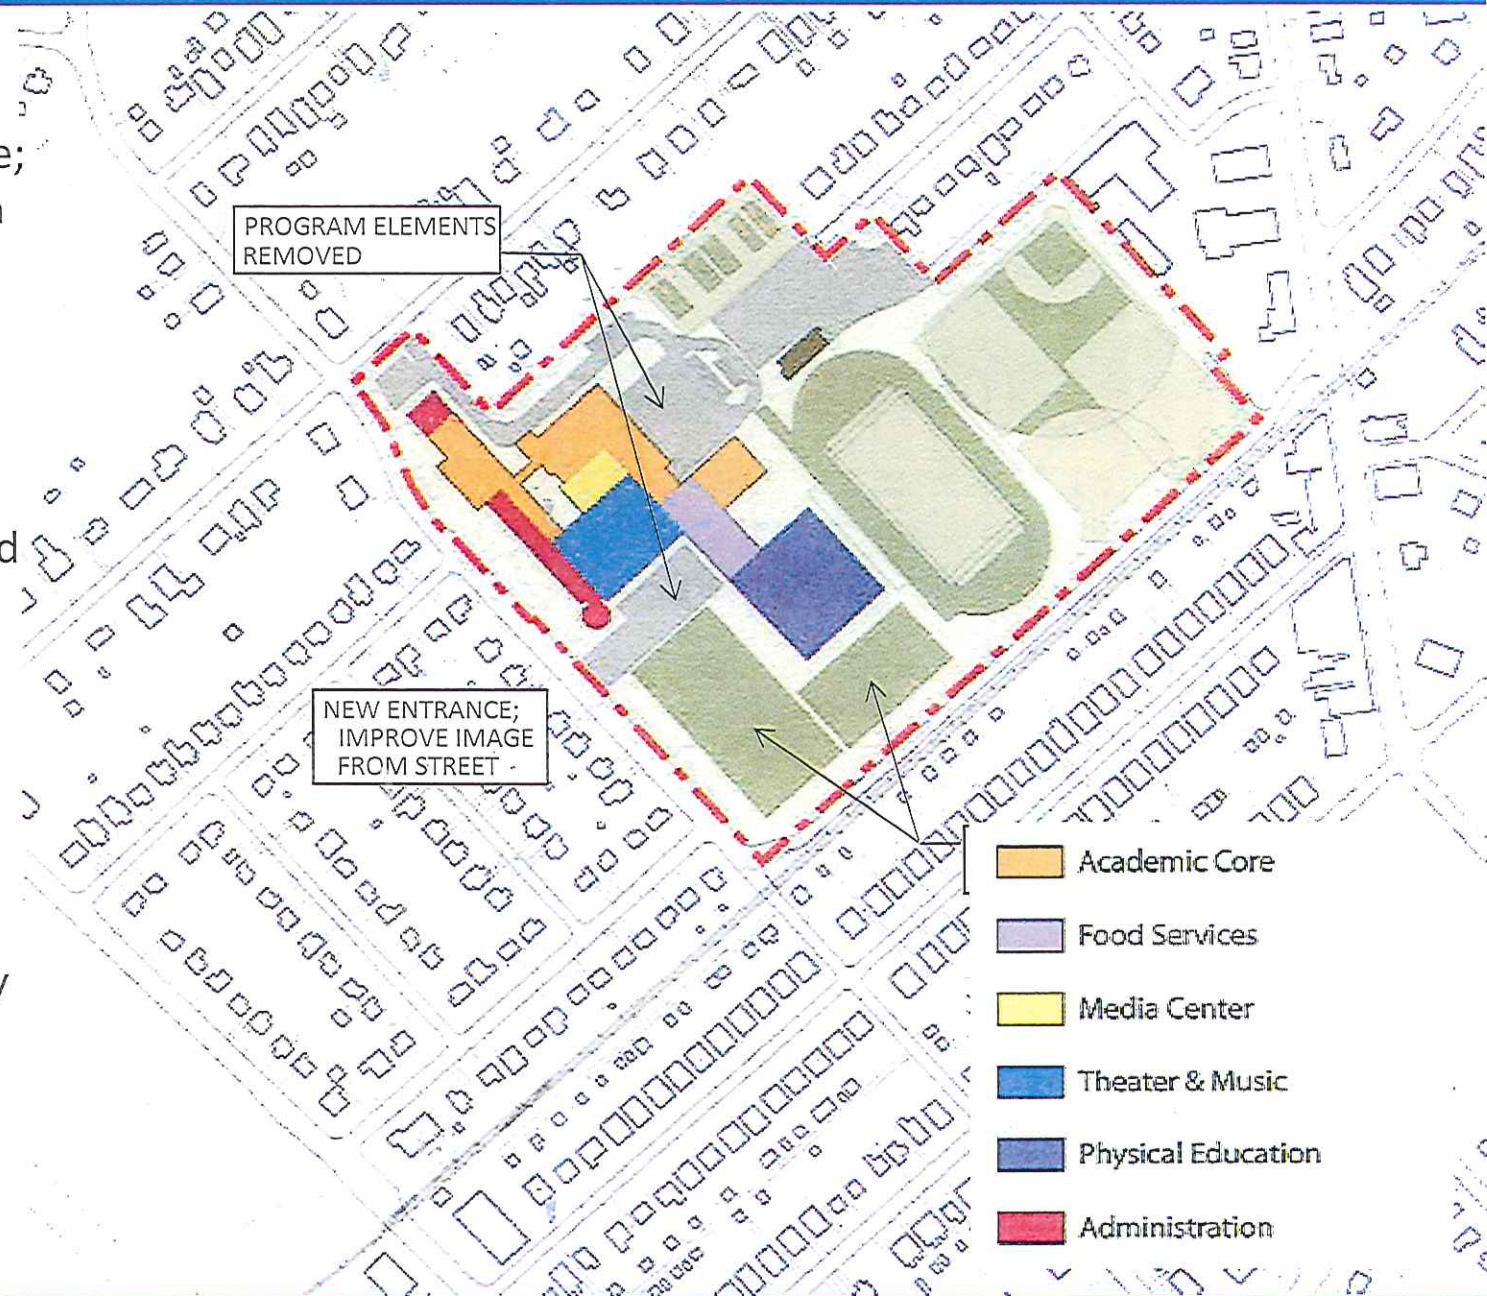 e;
d
y
PROGRAM ELEMENTS
REMOVED
NEW ENTRANCE;
IMPROVE IMAGE
FROM STREET -
Academic Core
Food Services
Media Center
Theater & Music
Physical Education
Administration